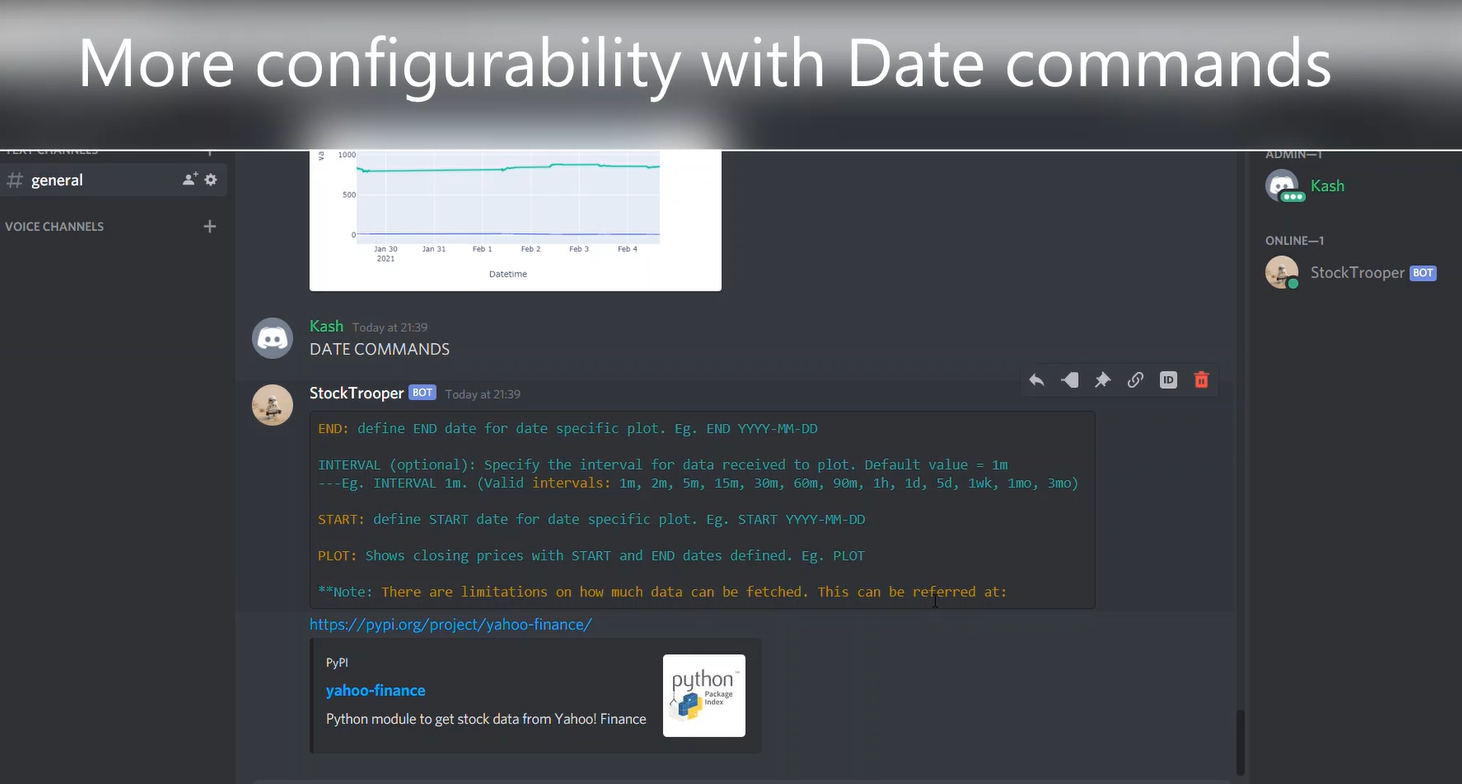 More configurability with Date commands
TEXT CHANNELS +
# general
VOICE CHANNELS +
1000
500
0
Jan 30 Jan 31 Feb 1 Feb 2 Feb 3 Feb 4
2021
Datetime
Kash Today at 21:39
DATE COMMANDS
StockTrooper BOT Today at 21:39
ID
END: define END date for date specific plot. Eg. END YYYY-MM-DD
INTERVAL (optional): Specify the interval for data received to plot. Default value = 1m
---Eg. INTERVAL 1m. (Valid intervals: 1m, 2m, 5m, 15m, 30m, 60m, 90m, 1h, 1d, 5d, 1wk, 1mo, 3mo)
START: define START date for date specific plot. Eg. START YYYY-MM-DD
PLOT: Shows closing prices with START and END dates defined. Eg. PLOT
**Note: There are limitations on how much data can be fetched. This can be referred at:
https://pypi.org/project/yahoo-finance/
PyPI
yahoo-finance
Python module to get stock data from Yahoo! Finance
python™
Package
Index
ADMIN—1
Kash
ONLINE—1
StockTrooper BOT